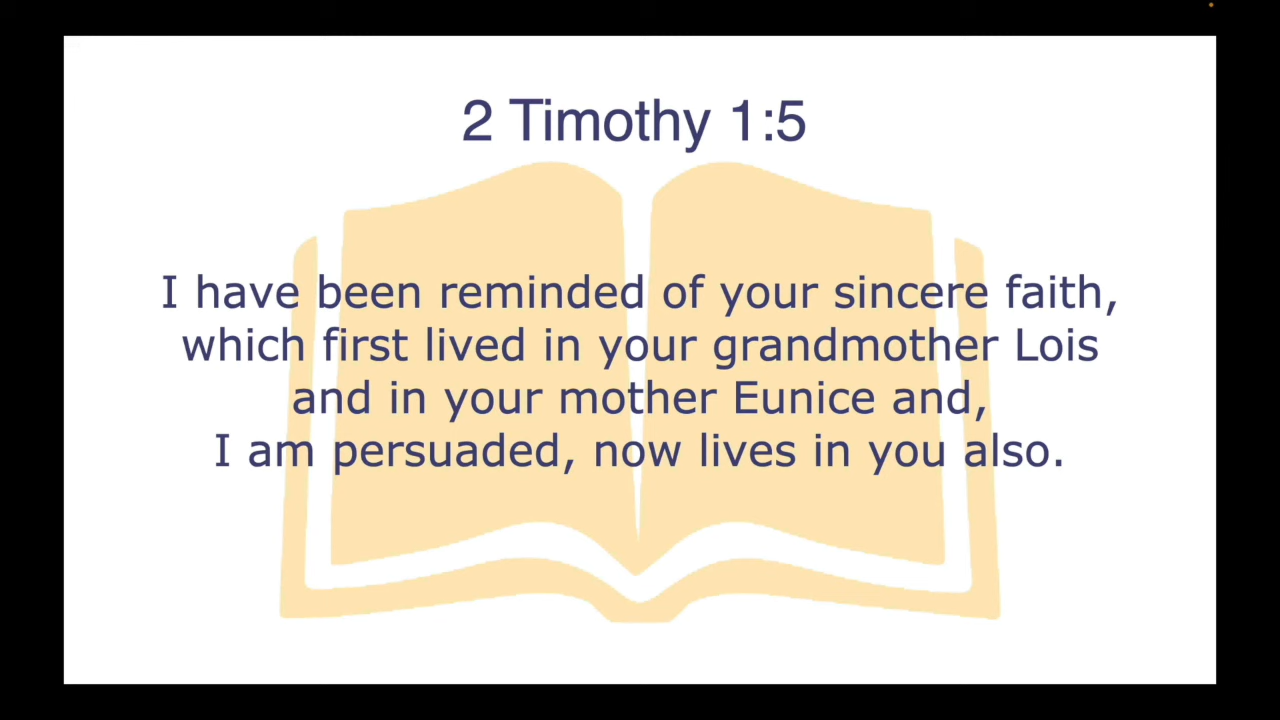 2 Timothy 1:5
I have been reminded of your sincere faith,
which first lived in your grandmother Lois
and in your mother Eunice and,
I am persuaded, now lives in you also.